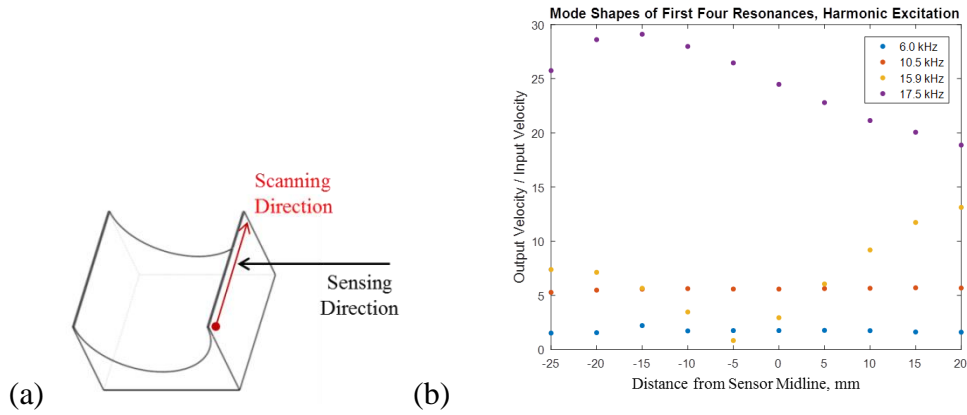 Scanning
Direction
Sensing
Direction
(a)
(b)
Mode Shapes of First Four Resonances, Harmonic Excitation
Output Velocity / Input Velocity
30
25
20
15
10
5
0
6.0 kHz
10.5 kHz
15.9 kHz
17.5 kHz
-25 -20 -15 -10 -5 0 5 10 15 20
Distance from Sensor Midline, mm